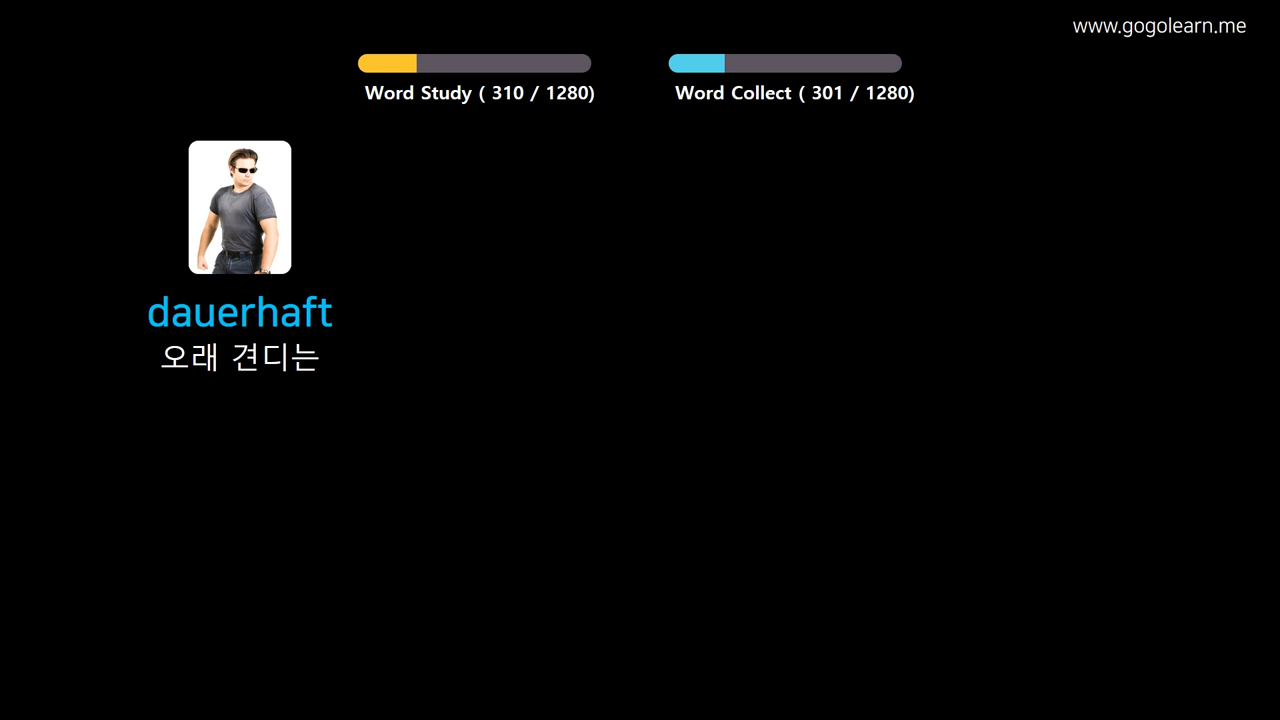 www.gogolearn.me
Word Study ( 310 / 1280)
Word Collect ( 301 / 1280)
dauerhaft
오래 견디는